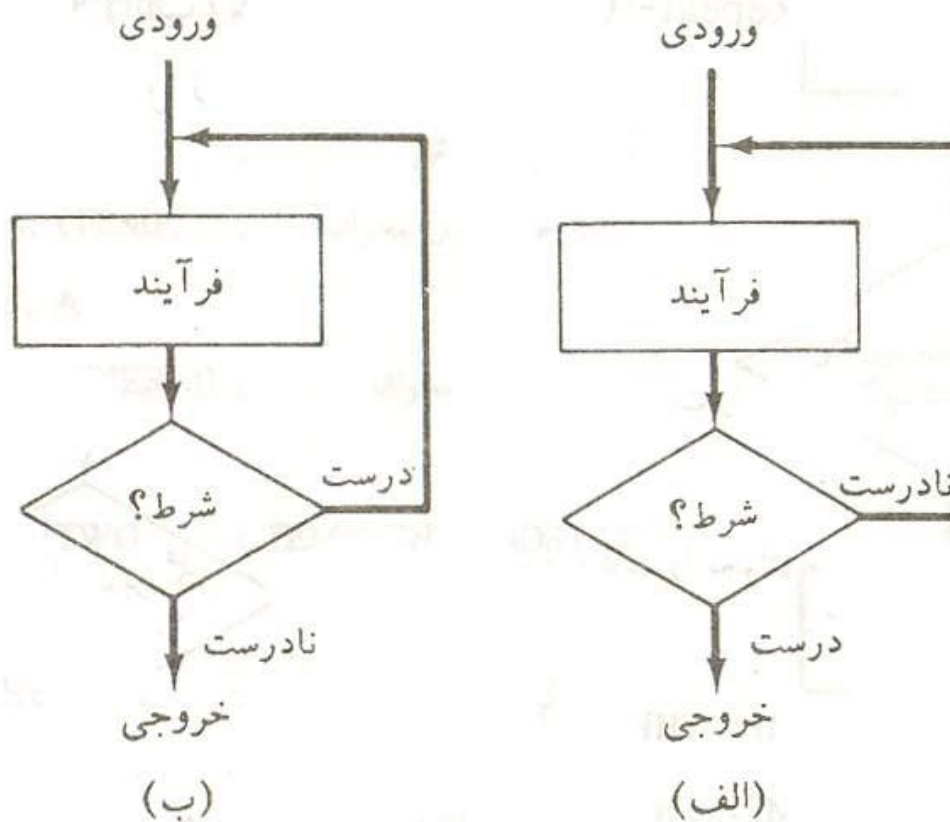 ورودی
فرآیند
شرط؟
نادرست
درست
خروجی
(الف)
ورودی
فرآیند
شرط؟
درست
نادرست
خروجی
(ب)